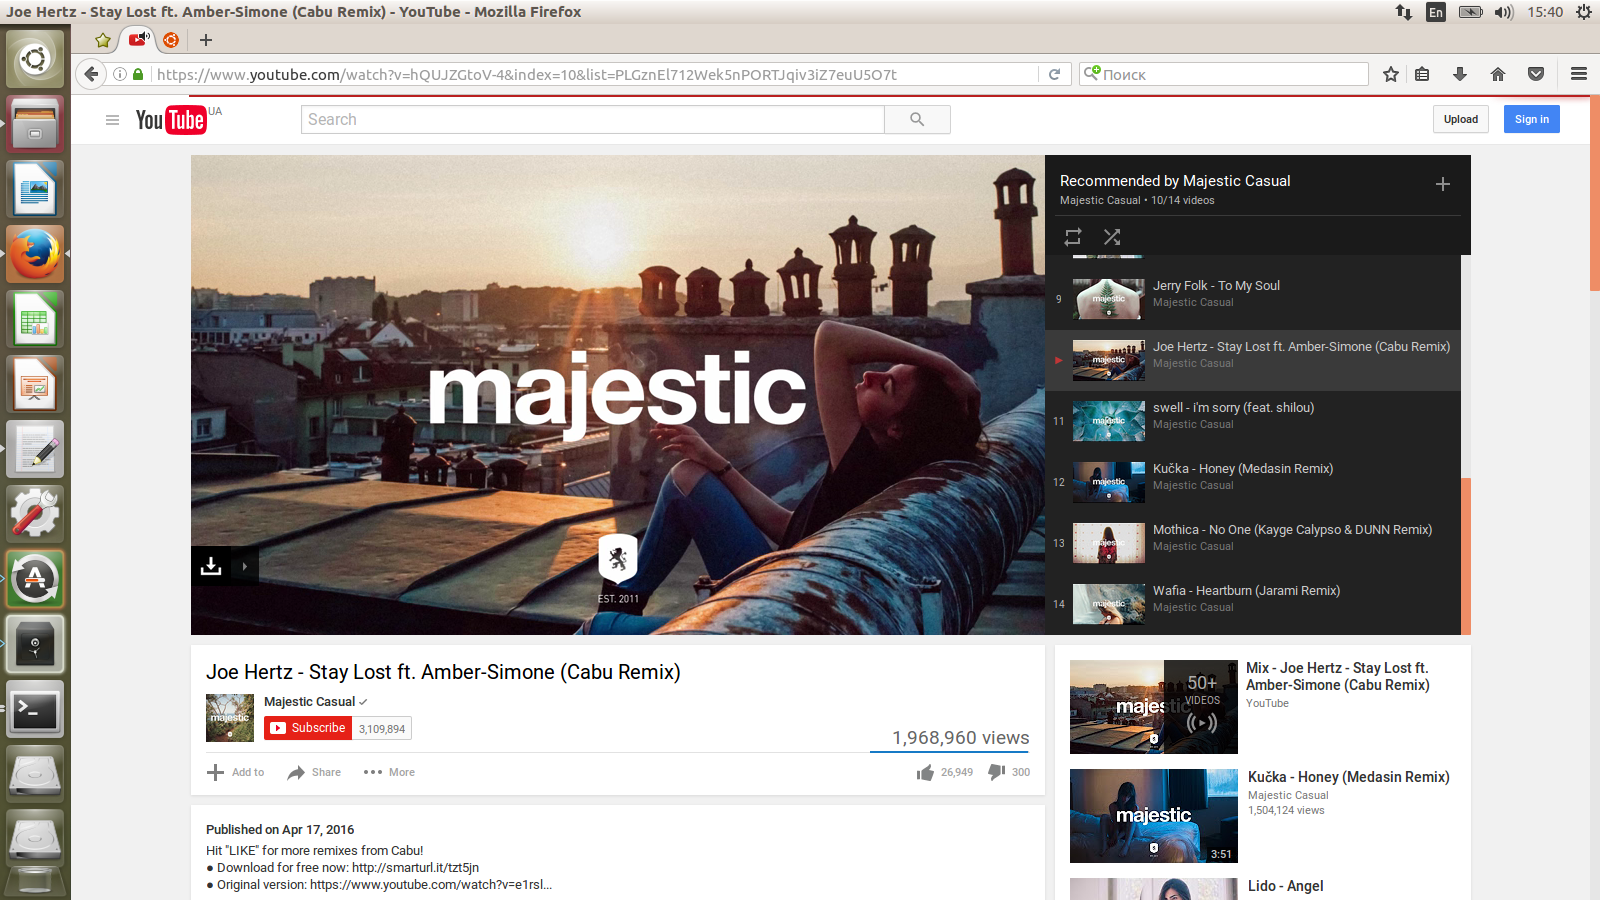 Joe Hertz - Stay Lost ft. Amber-Simone (Cabu Remix) - YouTube - Mozilla Firefox
En
15:40
https://www.youtube.com/watch?v=hQUJZGtoV-4&index=10&list=PLGznEl712Wek5nPORTJqiv3iZ7euU5O7t
Поиск
YouTube UA
Search
Upload
Sign in
majestic
EST. 2011
Recommended by Majestic Casual
Majestic Casual • 10/14 videos
9
majestic
Jerry Folk - To My Soul
Majestic Casual
majestic
Joe Hertz - Stay Lost ft. Amber-Simone (Cabu Remix)
Majestic Casual
11
majestic
swell - i'm sorry (feat. shilou)
Majestic Casual
12
majestic
Kučka - Honey (Medasin Remix)
Majestic Casual
13
majestic
Mothica - No One (Kayge Calypso & DUNN Remix)
Majestic Casual
14
majestic
Wafia - Heartburn (Jarami Remix)
Majestic Casual
Joe Hertz - Stay Lost ft. Amber-Simone (Cabu Remix)
majestic
Majestic Casual
Subscribe
3,109,894
1,968,960 views
Add to
Share
More
26,949
300
Published on Apr 17, 2016
Hit "LIKE" for more remixes from Cabu!
● Download for free now: http://smarturl.it/tzt5jn
● Original version: https://www.youtube.com/watch?v=e1rsl...
majestic
50+
VIDEOS
Mix - Joe Hertz - Stay Lost ft.
Amber-Simone (Cabu Remix)
YouTube
majestic
3:51
Kučka - Honey (Medasin Remix)
Majestic Casual
1,504,124 views
Lido - Angel